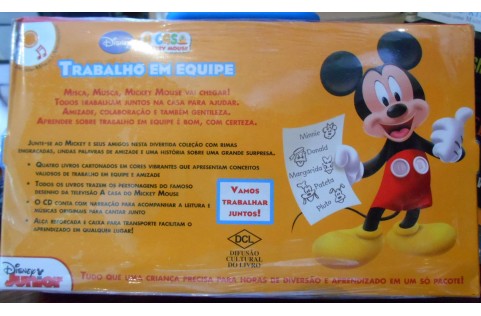 Disney
A CASA
DO MICKEY MOUSE
TRABALHO EM EQUIPE
MISCA, MUSCA, MICKEY MOUSE VAI CHEGAR!
TODOS TRABALHAM JUNTOS NA CASA PARA AJUDAR.
AMIZADE, COLABORAÇÃO E TAMBÉM GENTILEZA.
APRENDER SOBRE TRABALHO EM EQUIPE É BOM, COM CERTEZA.
JUNTE-SE AO MICKEY E SEUS AMIGOS NESTA DIVERTIDA COLEÇÃO COM RIMAS
ENGRAÇADAS, LINDAS PALAVRAS DE AMIZADE E UMA HISTÓRIA SOBRE UMA GRANDE SURPRESA.
• QUATRO LIVROS CARTONADOS EM CORES VIBRANTES QUE APRESENTAM CONCEITOS
VALIOSOS DE TRABALHO EM EQUIPE E AMIZADE
• TODOS OS LIVROS TRAZEM OS PERSONAGENS DO FAMOSO
DESENHO DA TELEVISÃO A CASA DO MICKEY MOUSE
• O CD CONTA COM NARRAÇÃO PARA ACOMPANHAR A LEITURA E
MÚSICAS ORIGINAIS PARA CANTAR JUNTO
• ALÇA RECORTADA E CAIXA PARA TRANSPORTE FACILITAM O
APRENDIZADO EM QUALQUER LUGAR!
VAMOS
TRABALHAR
JUNTOS!
Minnie
Donald
Margarida
Pateta
Pluto
DCL
DIFUSÃO
CULTURAL
DO LIVRO
Disney
JUNIOR
TUDO QUE UMA CRIANÇA PRECISA PARA HORAS DE DIVERSÃO E APRENDIZADO EM UM SÓ PACOTE!